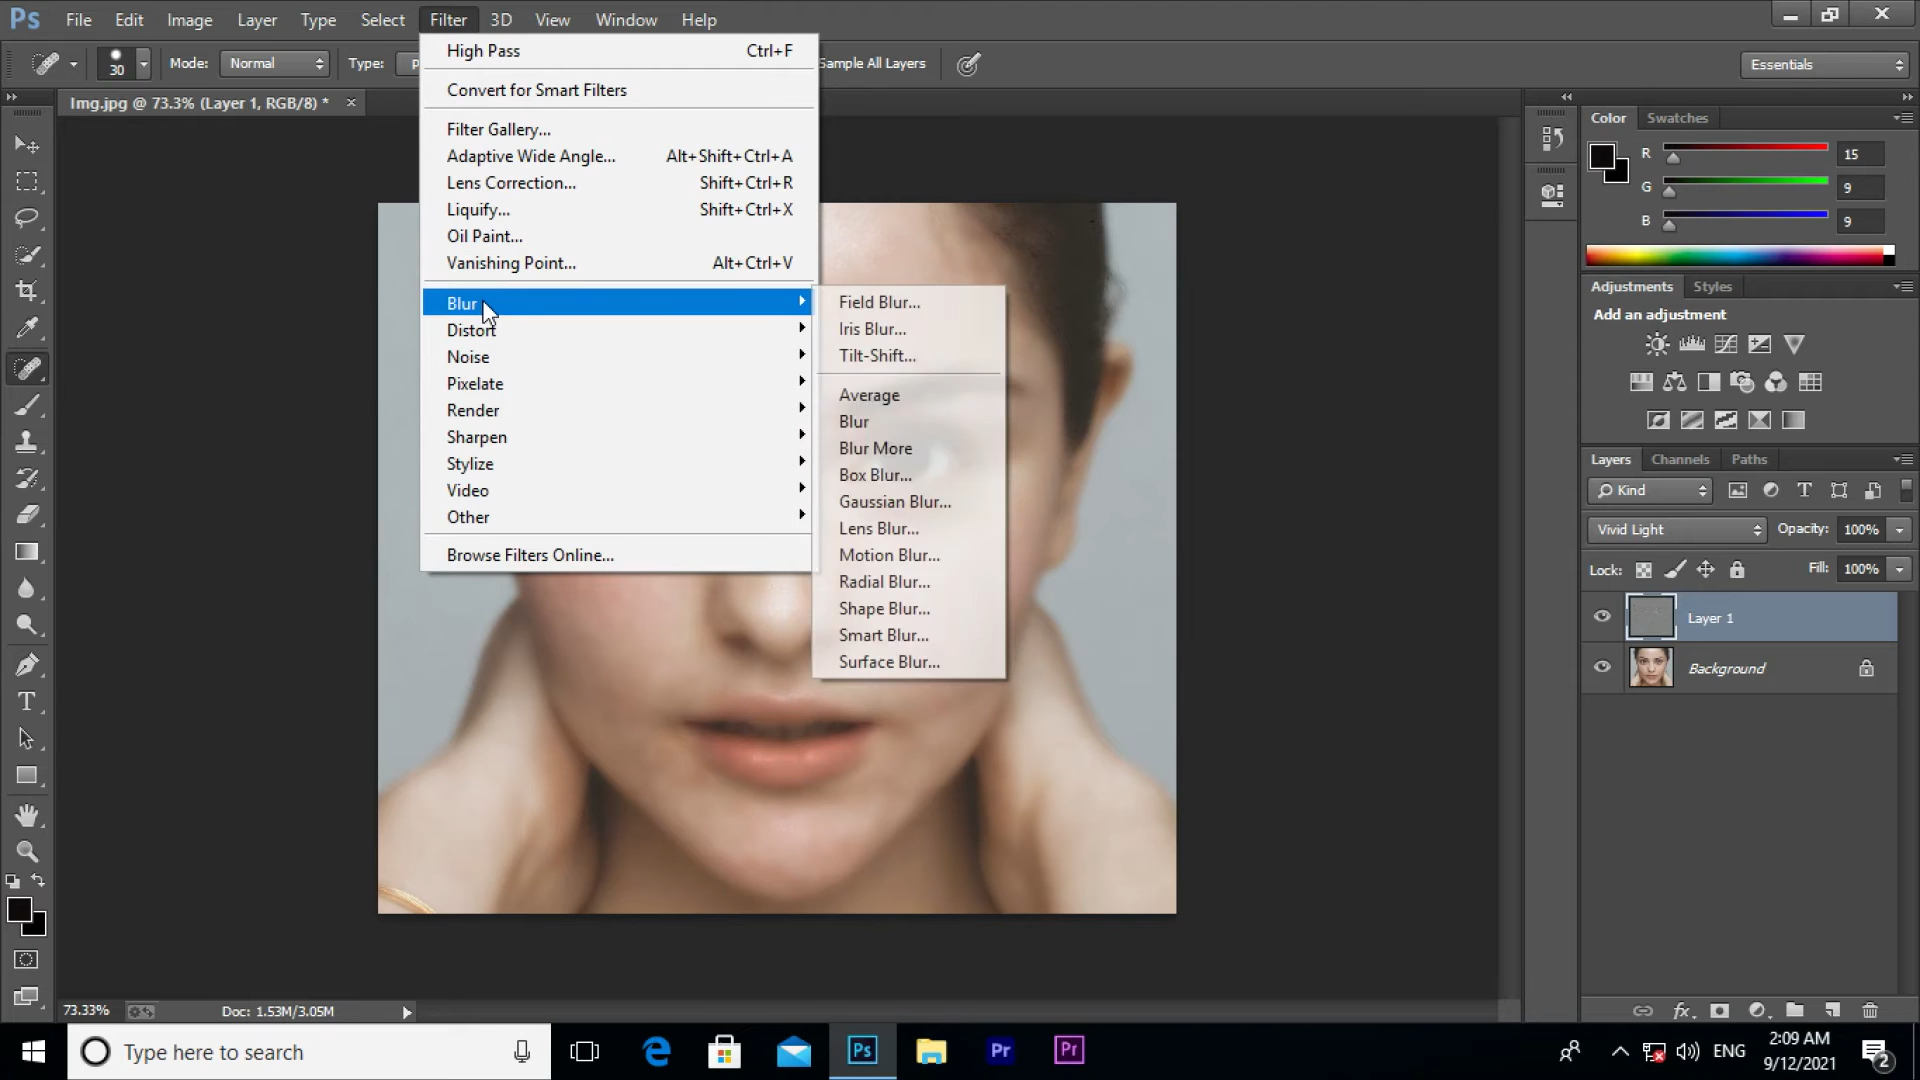 Ps File Edit Image Layer Type Select Filter 3D View Window Help
30 Mode: Normal Type: Sample All Layers Essentials
Img.jpg @ 73.3% (Layer 1, RGB/8) *
High Pass Ctrl+F
Convert for Smart Filters
Filter Gallery...
Adaptive Wide Angle... Alt+Shift+Ctrl+A
Lens Correction... Shift+Ctrl+R
Liquify... Shift+Ctrl+X
Oil Paint...
Vanishing Point... Alt+Ctrl+V
Blur
Distort
Noise
Pixelate
Render
Sharpen
Stylize
Video
Other
Browse Filters Online...
Field Blur...
Iris Blur...
Tilt-Shift...
Average
Blur
Blur More
Box Blur...
Gaussian Blur...
Lens Blur...
Motion Blur...
Radial Blur...
Shape Blur...
Smart Blur...
Surface Blur...
Color Swatches
R 15
G 9
B 9
Adjustments Styles
Add an adjustment
Layers Channels Paths
Kind
Vivid Light Opacity: 100%
Lock: Fill: 100%
Layer 1
Background
73.33% Doc: 1.53M/3.05M
Type here to search
Ps Pr Pr
ENG
2:09 AM
9/12/2021
2